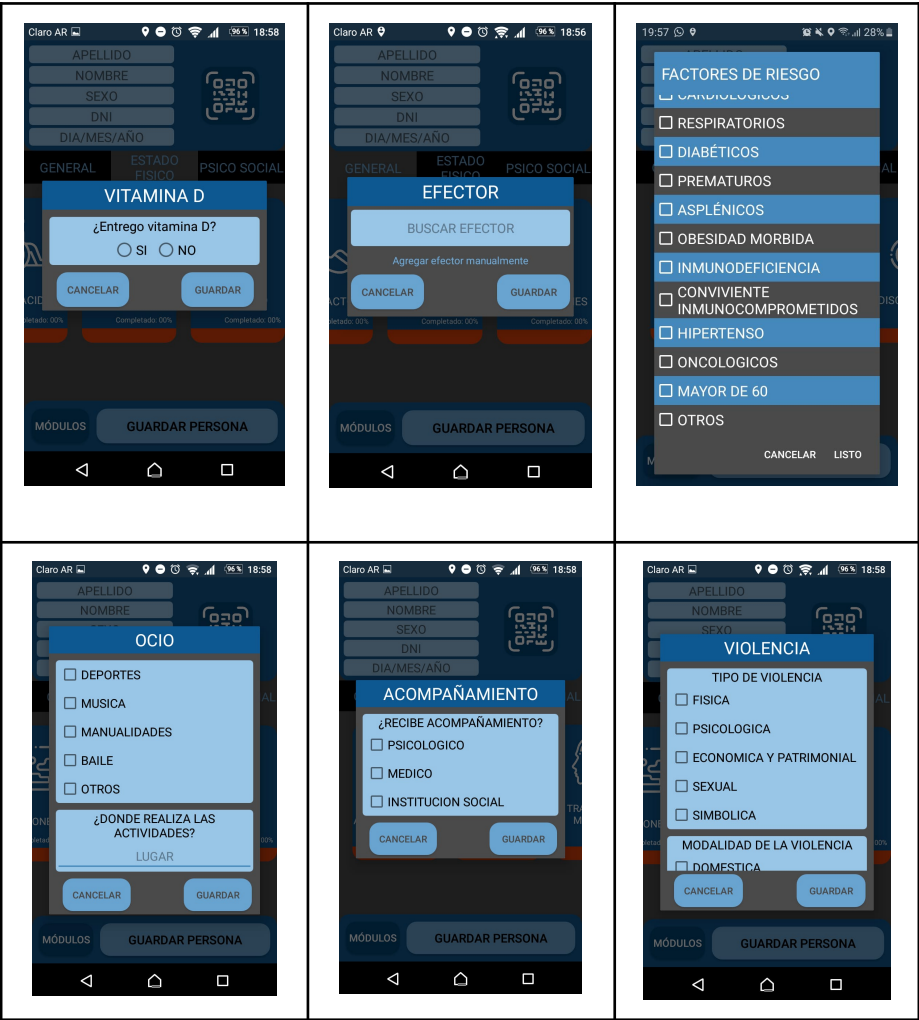 Claro AR 96% 18:58
APELLIDO
NOMBRE
SEXO
DNI
DIA/MES/AÑO
GENERAL ESTADO FISICO PSICO SOCIAL
VITAMINA D
¿Entrego vitamina D?
SI NO
CANCELAR GUARDAR
Completado: 00% Completado: 00%
MÓDULOS GUARDAR PERSONA
Claro AR 96% 18:56
APELLIDO
NOMBRE
SEXO
DNI
DIA/MES/AÑO
GENERAL ESTADO FISICO PSICO SOCIAL
EFECTOR
BUSCAR EFECTOR
Agregar efector manualmente
CANCELAR GUARDAR
Completado: 00% Completado: 00%
MÓDULOS GUARDAR PERSONA
19:57 28%
FACTORES DE RIESGO
CARDIOLOGICOS
RESPIRATORIOS
DIABÉTICOS
PREMATUROS
ASPLÉNICOS
OBESIDAD MORBIDA
INMUNODEFICIENCIA
CONVIVIENTE
INMUNOCOMPROMETIDOS
HIPERTENSO
ONCOLOGICOS
MAYOR DE 60
OTROS
CANCELAR LISTO
Claro AR 96% 18:58
APELLIDO
NOMBRE
OCIO
DEPORTES
MUSICA
MANUALIDADES
BAILE
OTROS
¿DONDE REALIZA LAS
ACTIVIDADES?
LUGAR
CANCELAR GUARDAR
MÓDULOS GUARDAR PERSONA
Claro AR 96% 18:58
APELLIDO
NOMBRE
SEXO
DNI
DIA/MES/AÑO
ACOMPAÑAMIENTO
¿RECIBE ACOMPAÑAMIENTO?
PSICOLOGICO
MEDICO
INSTITUCION SOCIAL
CANCELAR GUARDAR
MÓDULOS GUARDAR PERSONA
Claro AR 96% 18:58
APELLIDO
NOMBRE
SEXO
VIOLENCIA
TIPO DE VIOLENCIA
FISICA
PSICOLOGICA
ECONOMICA Y PATRIMONIAL
SEXUAL
SIMBOLICA
MODALIDAD DE LA VIOLENCIA
DOMESTICA
CANCELAR GUARDAR
MÓDULOS GUARDAR PERSONA